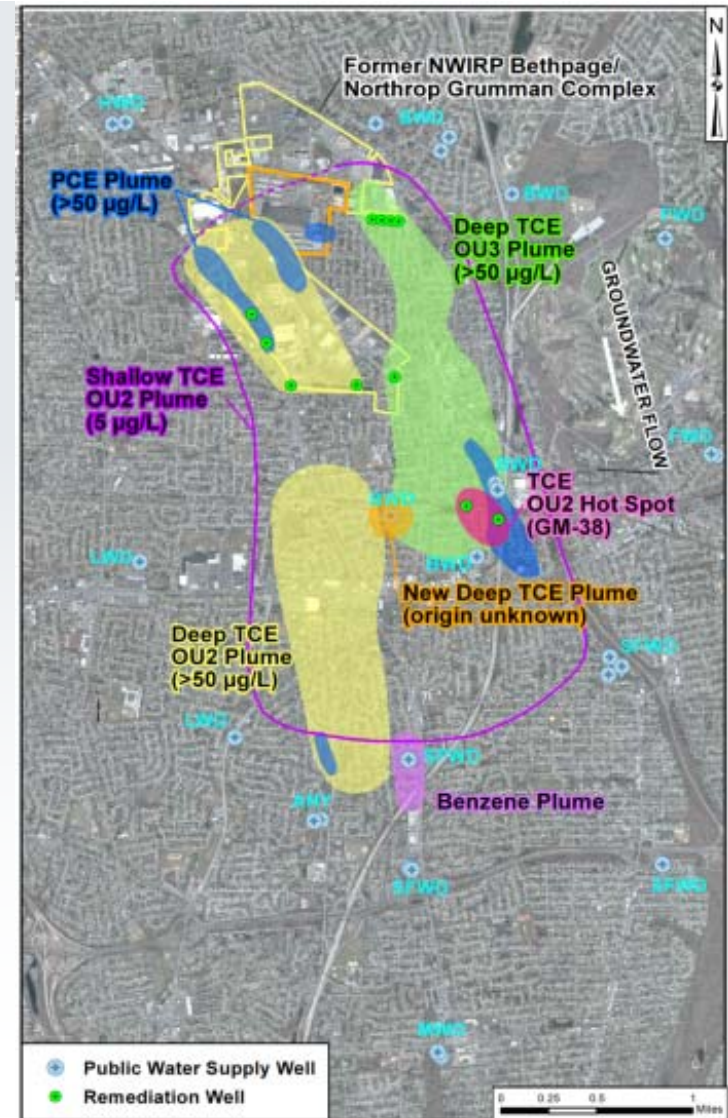 N
Former NWIRP Bethpage/
Northrop Grumman Complex
HWD
BWD
PCE Plume
(>50 µg/L)
BWD
FWD
Deep TCE
OU3 Plume
(>50 µg/L)
GROUNDWATER FLOW
Shallow TCE
OU2 Plume
(5 µg/L)
FWD
BWD
TCE
OU2 Hot Spot
(GM-38)
BWD
BWD
LWD
New Deep TCE Plume
(origin unknown)
Deep TCE
OU2 Plume
(>50 µg/L)
SFWD
LWD
SFWD
Benzene Plume
ANY
SFWD
SFWD
MWD
Public Water Supply Well
Remediation Well
0 0.25 0.5 1
Miles